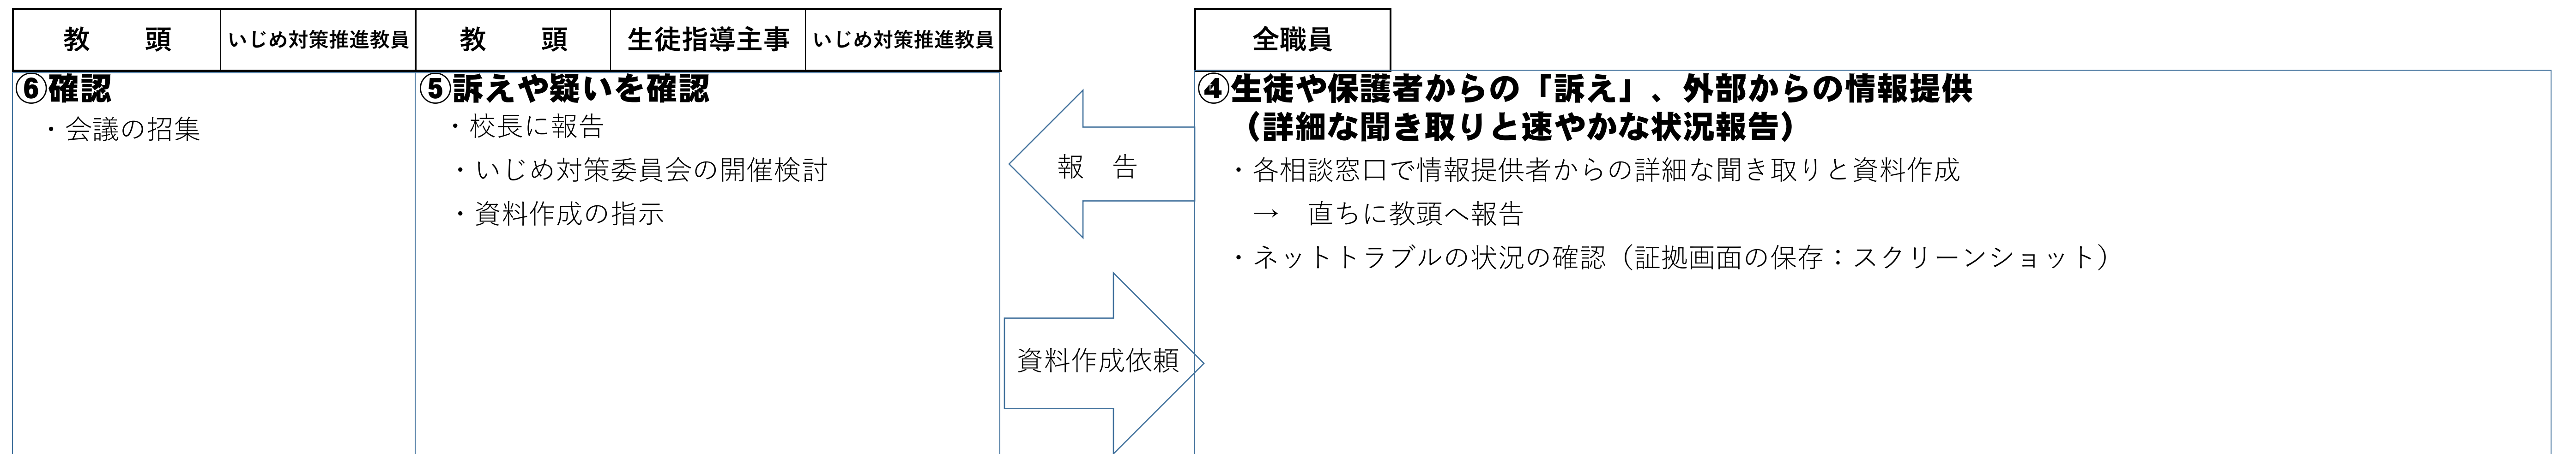 教　　頭
いじめ対策推進教員
教　　頭
生徒指導主事
いじめ対策推進教員
全職員
⑥確認
・会議の招集
⑤訴えや疑いを確認
・校長に報告
・いじめ対策委員会の開催検討
・資料作成の指示
報　告
資料作成依頼
④生徒や保護者からの「訴え」、外部からの情報提供
（詳細な聞き取りと速やかな状況報告）
・各相談窓口で情報提供者からの詳細な聞き取りと資料作成
→　直ちに教頭へ報告
・ネットトラブルの状況の確認（証拠画面の保存：スクリーンショット）